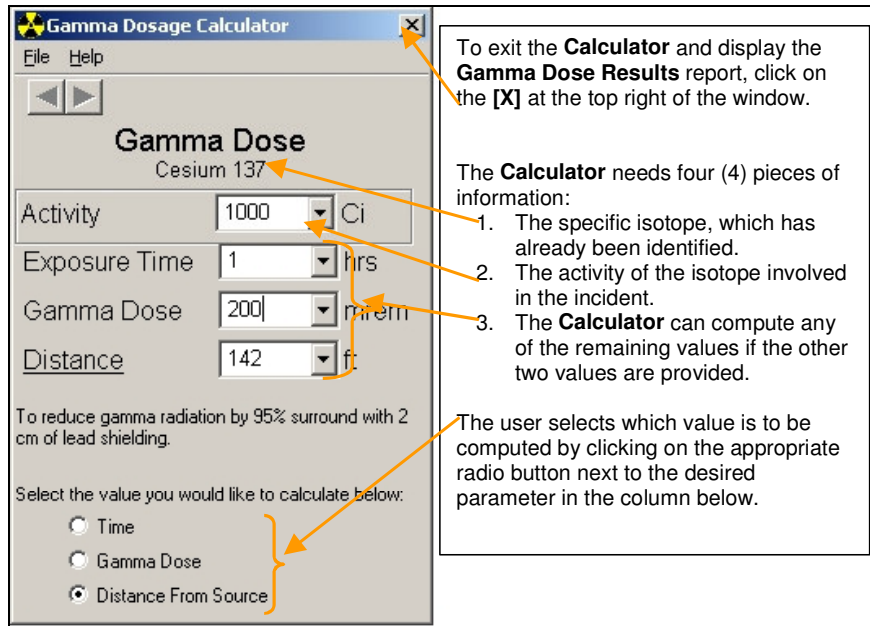 Gamma Dosage Calculator
File Help
Gamma Dose
Cesium 137
Activity 1000 Ci
Exposure Time 1 hrs
Gamma Dose 200 mrem
Distance 142 ft
To reduce gamma radiation by 95% surround with 2
cm of lead shielding.
Select the value you would like to calculate below:
Time
Gamma Dose
Distance From Source
To exit the Calculator and display the
Gamma Dose Results report, click on
the [X] at the top right of the window.
The Calculator needs four (4) pieces of
information:
1. The specific isotope, which has
already been identified.
2. The activity of the isotope involved
in the incident.
3. The Calculator can compute any
of the remaining values if the other
two values are provided.
The user selects which value is to be
computed by clicking on the appropriate
radio button next to the desired
parameter in the column below.